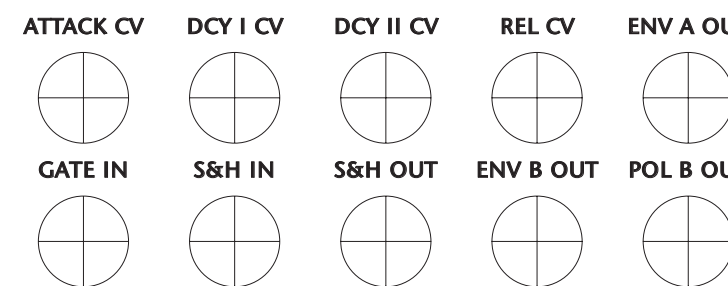 ATTACK CV DCY I CV DCY II CV REL CV ENV A OU
GATE IN S&H IN S&H OUT ENV B OUT POL B OU